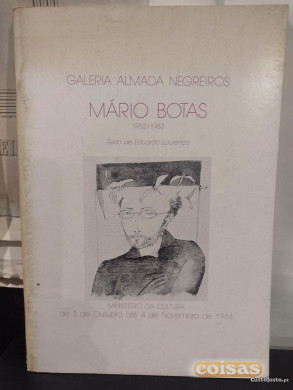 GALERIA ALMADA NEGREIROS
MÁRIO BOTAS
1952/1983
Texto de Eduardo Lourenço
MINISTÉRIO DA CULTURA
de 3 de Outubro até 4 de Novembro de 1984
coisas